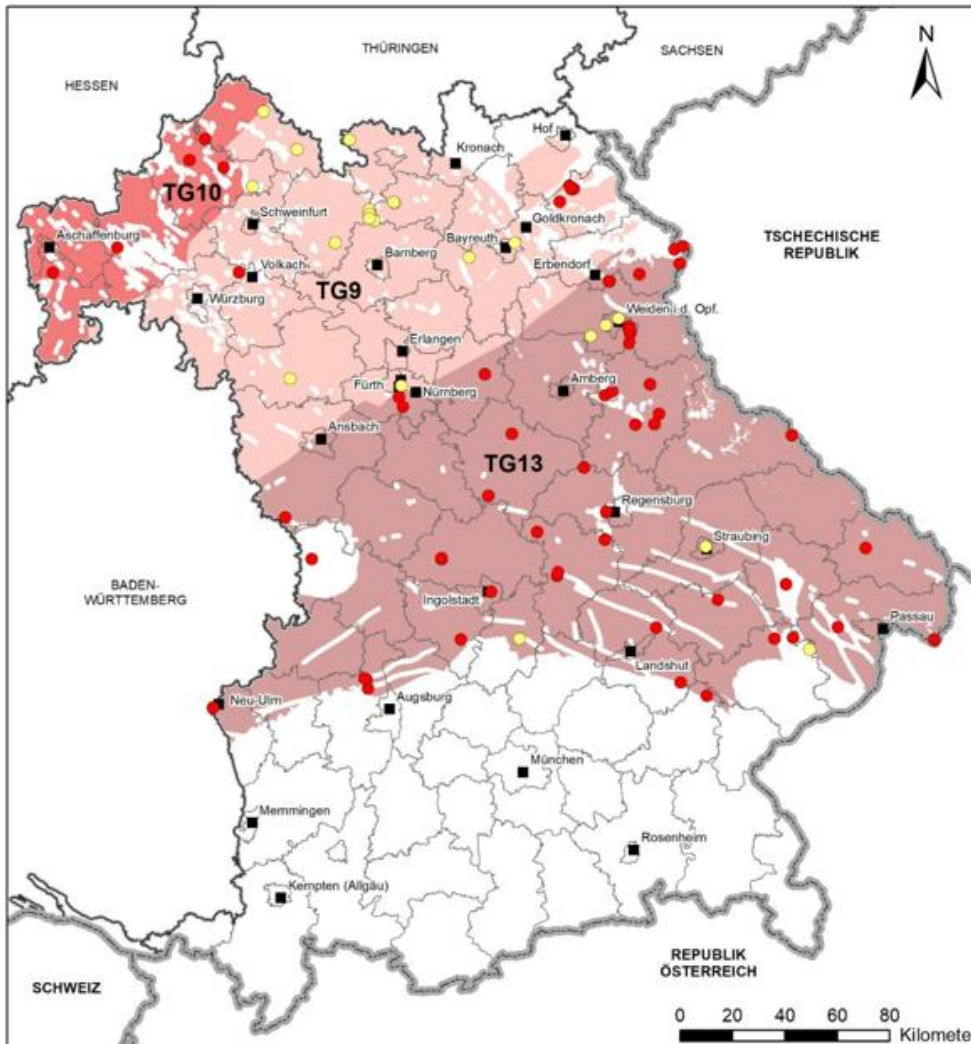 THÜRINGEN
SACHSEN
N
HESSEN
Hof
Kronach
TG10
Schweinfurt
Goldkronach
Aschaffenburg
Bayreuth
TSCHECHISCHE
REPUBLIK
Volkach
Bamberg
Erbendorf
TG9
Würzburg
Weiden i.d. Opf.
Erlangen
Fürth
Nürnberg
Amberg
Ansbach
TG13
Regensburg
Straubing
BADEN-
WÜRTTEMBERG
Ingolstadt
Passau
Landshut
Neu-Ulm
Augsburg
München
Memmingen
Rosenheim
Kempten (Allgäu)
REPUBLIK
ÖSTERREICH
SCHWEIZ
0 20 40 60 80
Kilomete